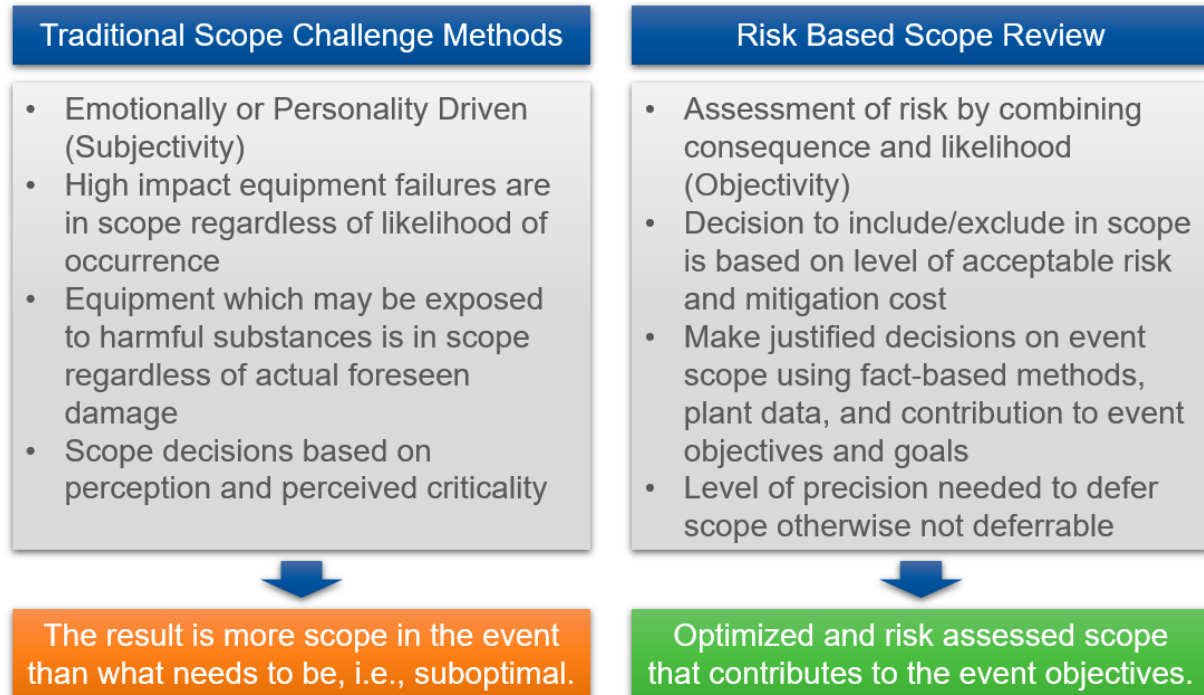 Traditional Scope Challenge Methods
• Emotionally or Personality Driven
(Subjectivity)
• High impact equipment failures are
in scope regardless of likelihood of
occurrence
• Equipment which may be exposed
to harmful substances is in scope
regardless of actual foreseen
damage
• Scope decisions based on
perception and perceived criticality
The result is more scope in the event
than what needs to be, i.e., suboptimal.
Risk Based Scope Review
• Assessment of risk by combining
consequence and likelihood
(Objectivity)
• Decision to include/exclude in scope
is based on level of acceptable risk
and mitigation cost
• Make justified decisions on event
scope using fact-based methods,
plant data, and contribution to event
objectives and goals
• Level of precision needed to defer
scope otherwise not deferrable
Optimized and risk assessed scope
that contributes to the event objectives.